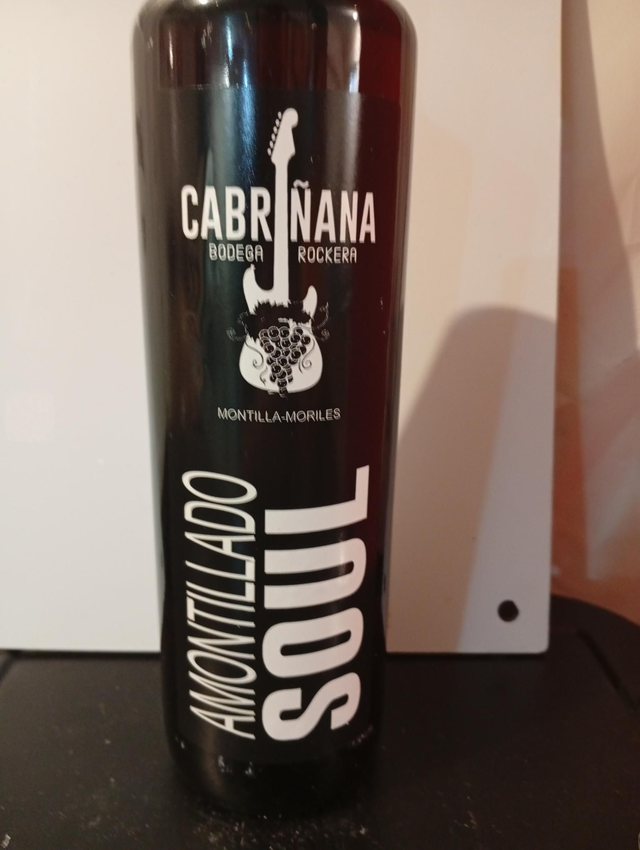 CABRIÑANA
BODEGA ROCKERA
MONTILLA-MORILES
AMONTILLADO
SOUL